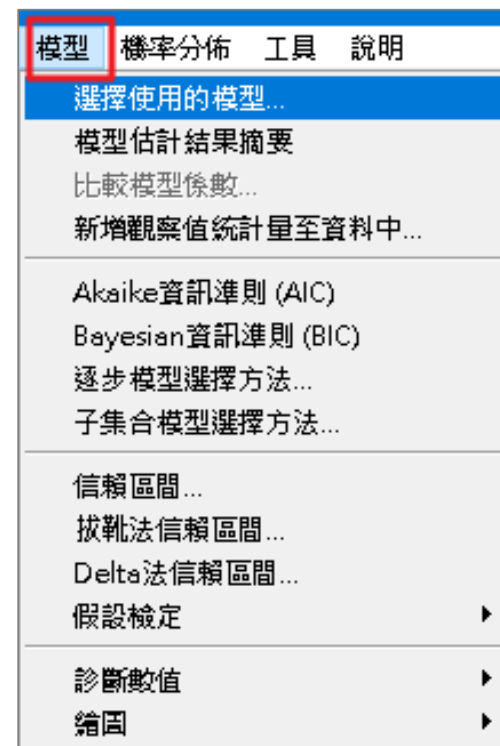 模型 機率分佈 工具 說明
選擇使用的模型...
模型估計結果摘要
比較模型係數...
新增觀察值統計量至資料中...
Akaike資訊準則 (AIC)
Bayesian資訊準則 (BIC)
逐步模型選擇方法...
子集合模型選擇方法...
信賴區間...
拔靴法信賴區間...
Delta法信賴區間...
假設檢定
診斷數值
繪圖